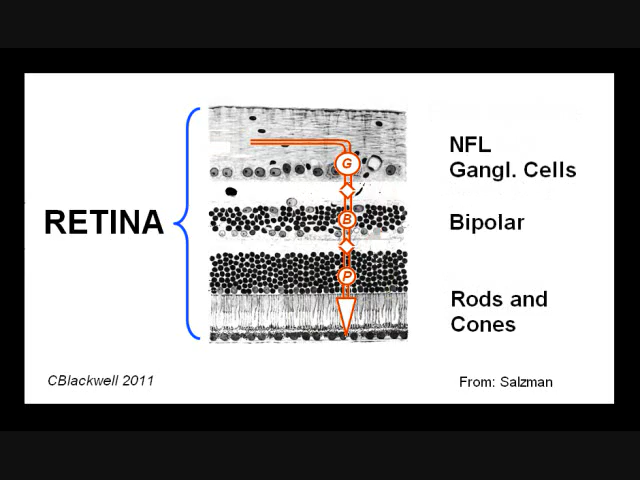 NFL
Gangl. Cells
G
RETINA
B
Bipolar
P
Rods and
Cones
CBlackwell 2011
From: Salzman